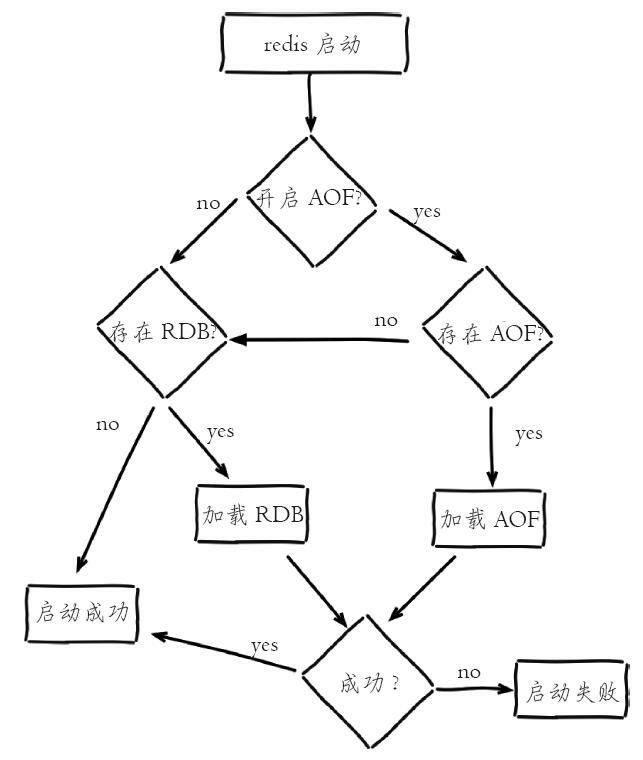 redis 启动
开启 AOF?
no
yes
存在 RDB?
no
存在 AOF?
no
yes
yes
加载 RDB
加载 AOF
启动成功
yes
成功?
no
启动失败